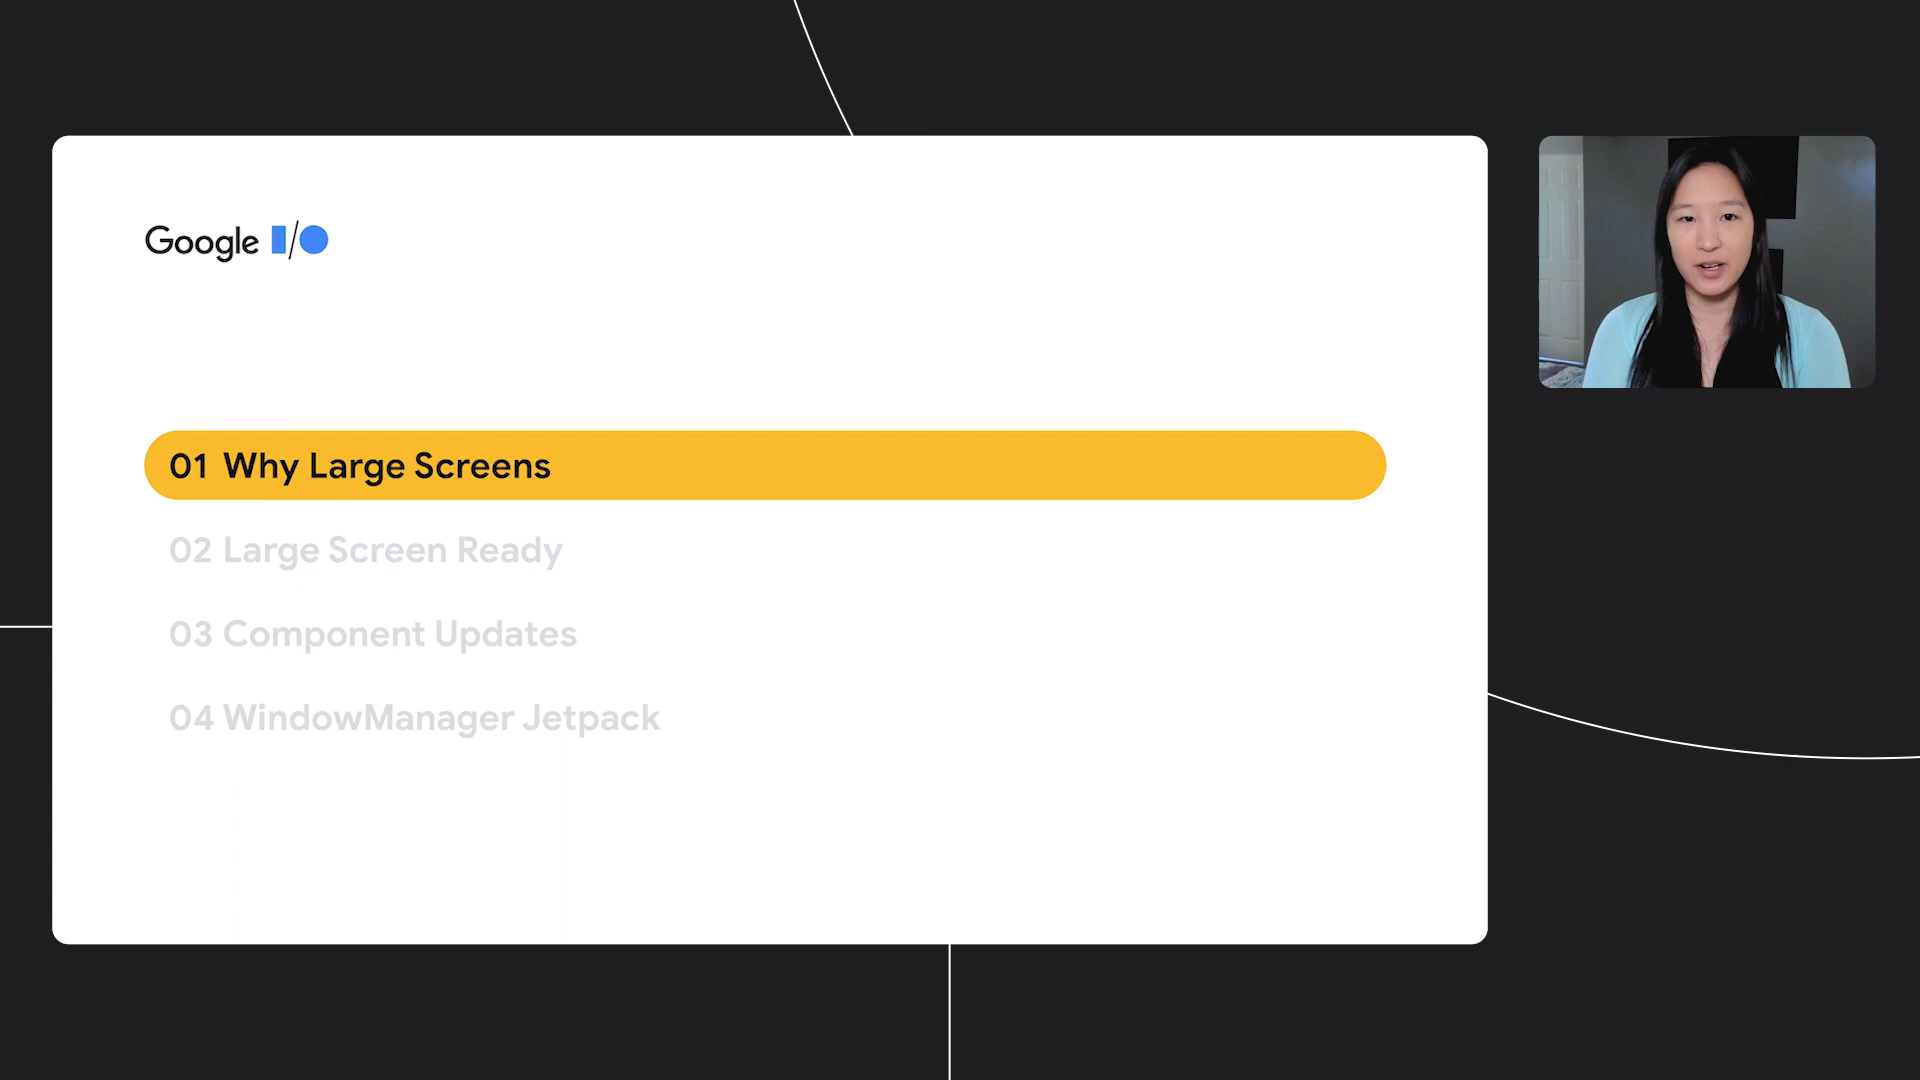 Google I/O
01 Why Large Screens
02 Large Screen Ready
03 Component Updates
04 WindowManager Jetpack